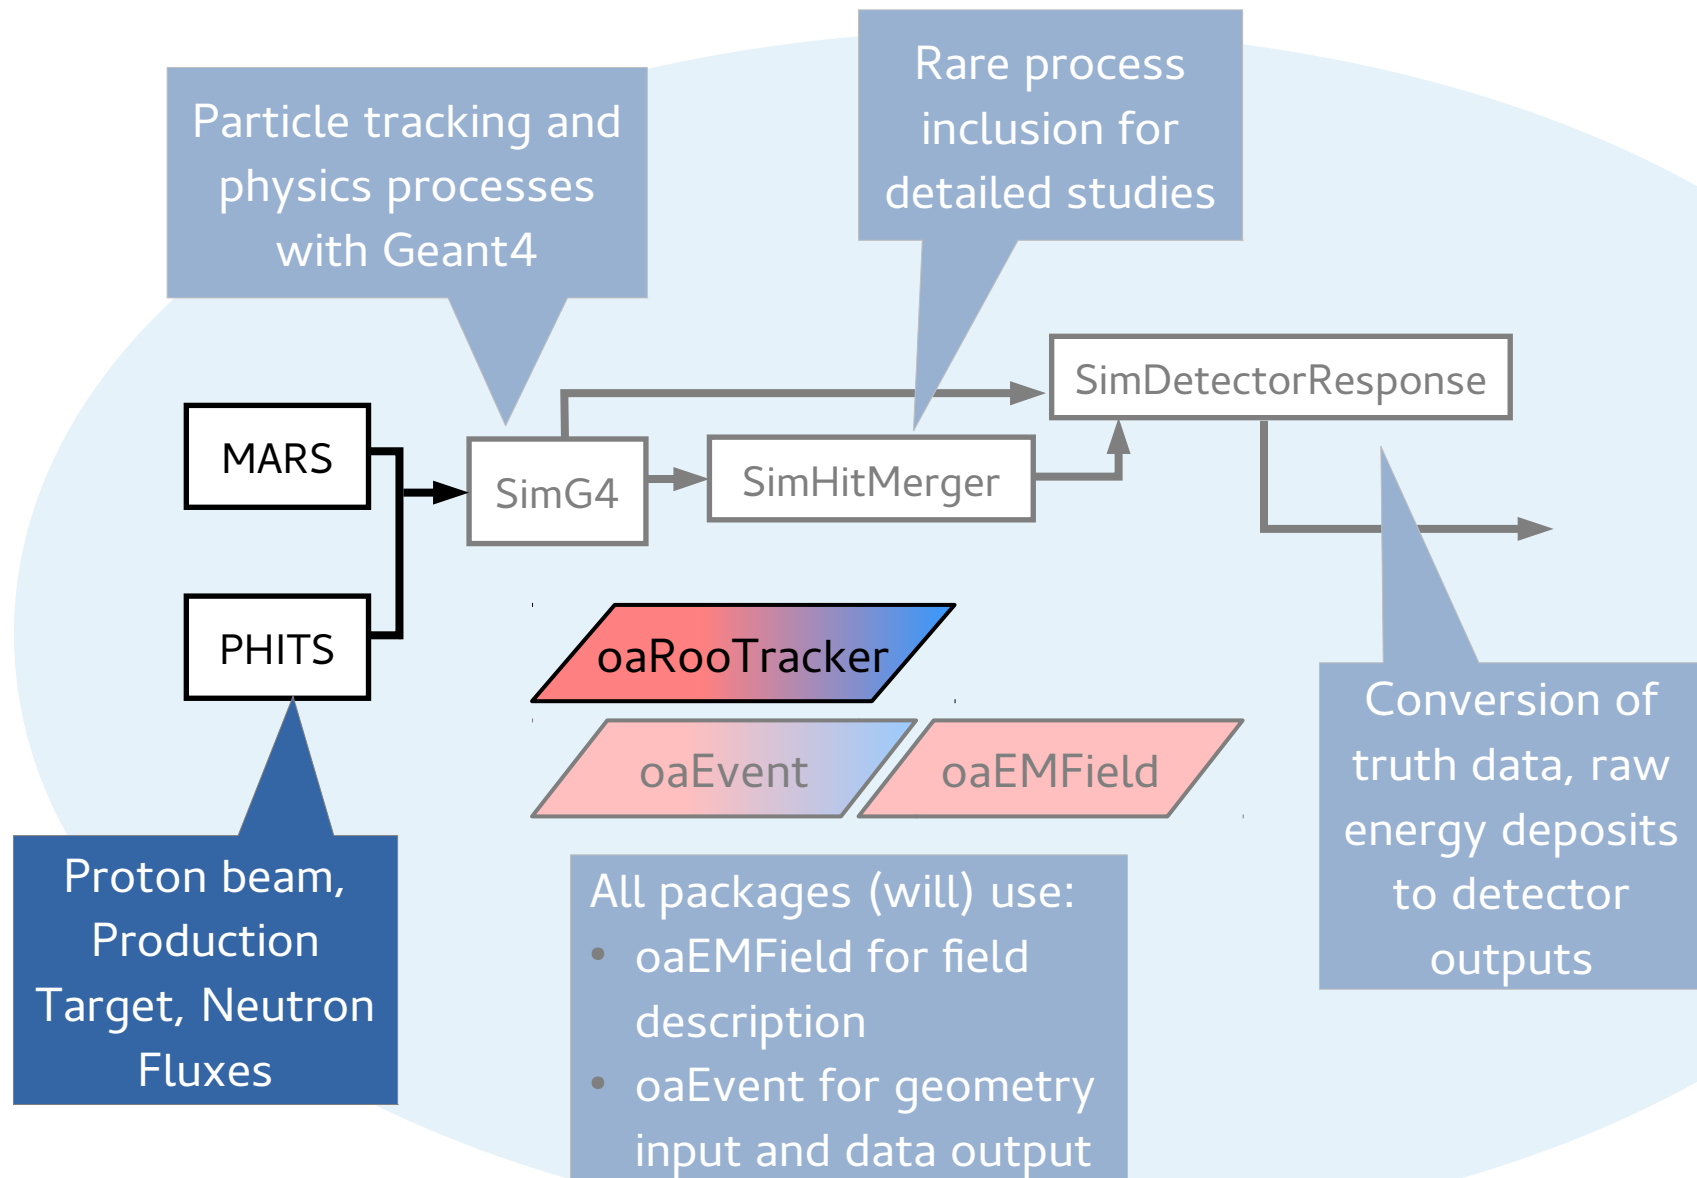 Particle tracking and
physics processes
with Geant4
Rare process
inclusion for
detailed studies
SimDetectorResponse
MARS
SimG4
SimHitMerger
PHITS
oaRooTracker
oaEvent
oaEMField
Proton beam,
Production
Target, Neutron
Fluxes
All packages (will) use:
• oaEMField for field
description
• oaEvent for geometry
input and data output
Conversion of
truth data, raw
energy deposits
to detector
outputs